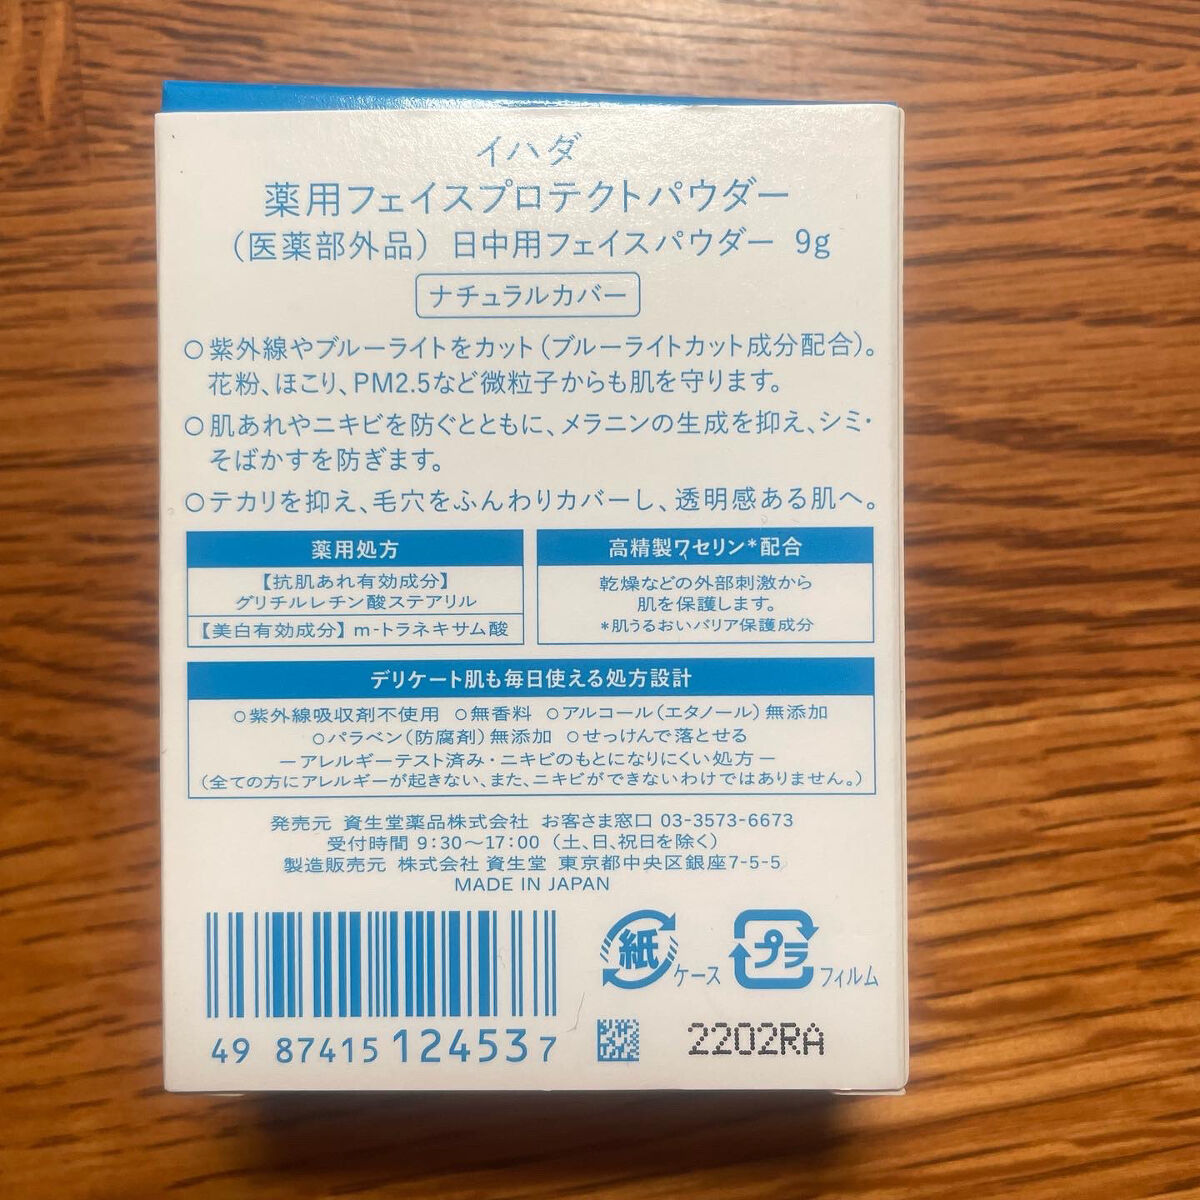 イハダ
薬用フェイスプロテクトパウダー
（医薬部外品） 日中用フェイスパウダー 9g
ナチュラルカバー
○紫外線やブルーライトをカット（ブルーライトカット成分配合）。
花粉、ほこり、PM2.5など微粒子からも肌を守ります。
○肌あれやニキビを防ぐとともに、メラニンの生成を抑え、シミ・
そばかすを防ぎます。
○テカリを抑え、毛穴をふんわりカバーし、透明感ある肌へ。
薬用処方
【抗肌あれ有効成分】
グリチルレチン酸ステアリル
【美白有効成分】m-トラネキサム酸
高精製ワセリン*配合
乾燥などの外部刺激から
肌を保護します。
*肌うるおいバリア保護成分
デリケート肌も毎日使える処方設計
○紫外線吸収剤不使用 ○無香料 ○アルコール（エタノール）無添加
○パラベン（防腐剤）無添加 ○せっけんで落とせる
－アレルギーテスト済み・ニキビのもとになりにくい処方－
（全ての方にアレルギーが起きない、また、ニキビができないわけではありません。）
発売元 資生堂薬品株式会社 お客さま窓口 03-3573-6673
受付時間 9:30～17:00（土、日、祝日を除く）
製造販売元 株式会社 資生堂 東京都中央区銀座7-5-5
MADE IN JAPAN
紙 ケース プラ フィルム
49 87415 12453 7
2202RA